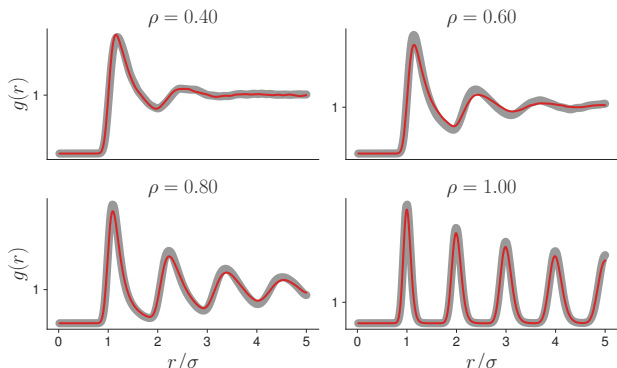 ρ = 0.40
ρ = 0.60
g(r)
1
1
ρ = 0.80
ρ = 1.00
g(r)
1
1
0 1 2 3 4 5
0 1 2 3 4 5
r/σ
r/σ